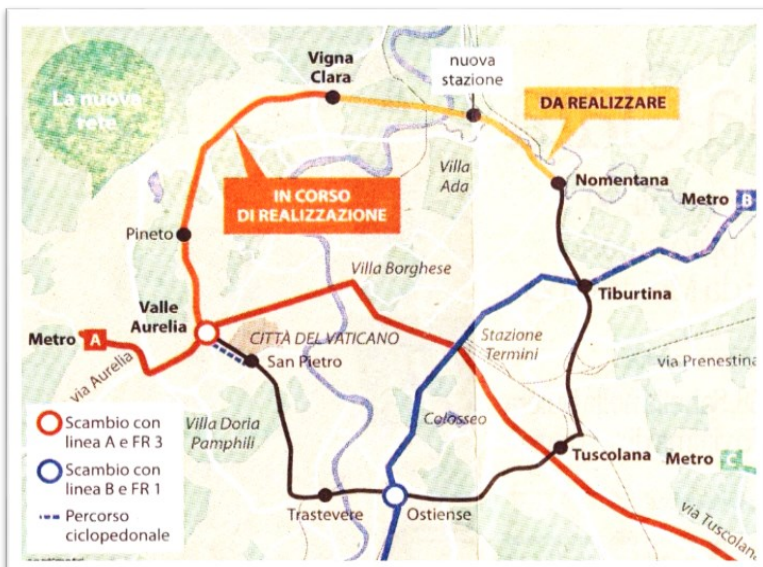 La nuova
rete
Vigna
Clara
nuova
stazione
DA REALIZZARE
Villa
Ada
Nomentana
Metro B
IN CORSO
DI REALIZZAZIONE
Pineto
Villa Borghese
Tiburtina
Valle
Aurelia
Metro A
CITTÀ DEL VATICANO
Stazione
Termini
via Aurelia
San Pietro
via Prenestina
Scambio con
linea A e FR 3
Villa Doria
Pamphili
Colosseo
Scambio con
linea B e FR 1
Tuscolana
Metro C
Percorso
ciclopedonale
Trastevere
Ostiense
via Tuscolana